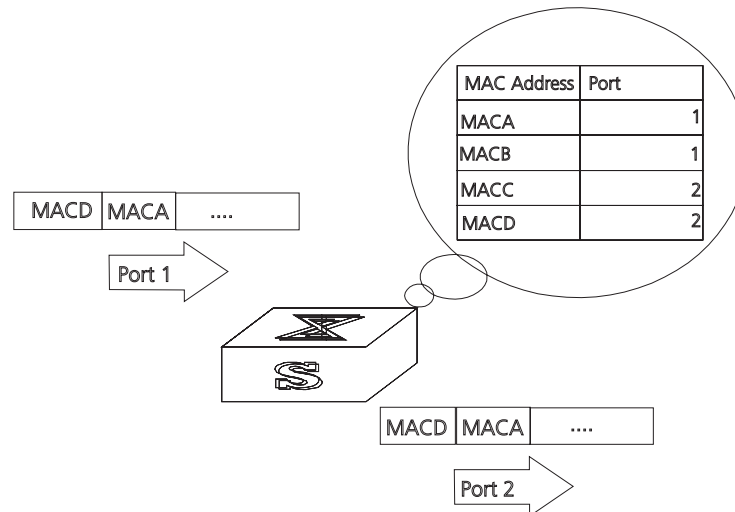 MAC Address Port
MACA 1
MACB 1
MACC 2
MACD 2
MACD MACA ....
Port 1
S
MACD MACA ....
Port 2